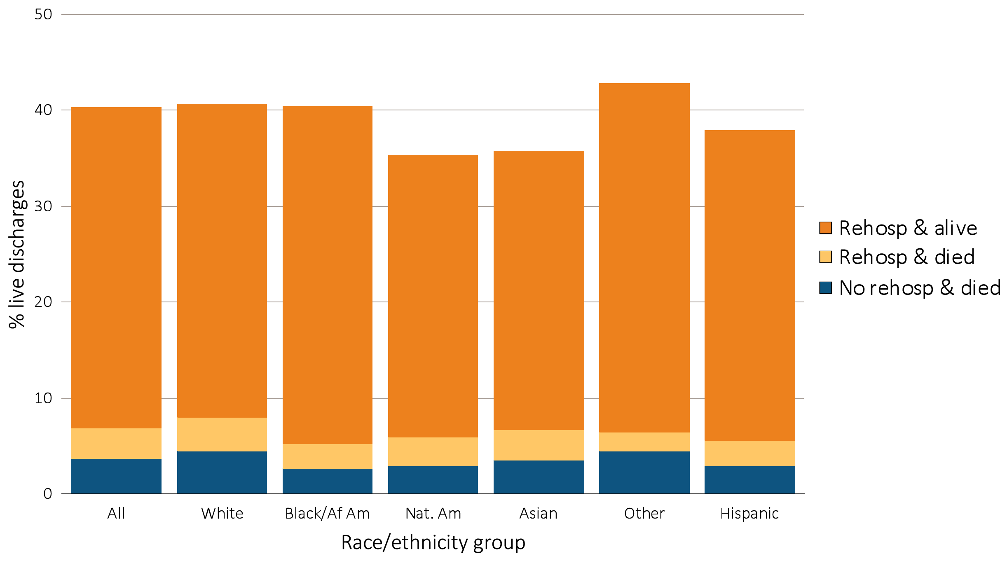 50
40
30
20
10
0
% live discharges
All
White
Black/Af Am
Nat. Am
Asian
Other
Hispanic
Race/ethnicity group
Rehosp & alive
Rehosp & died
No rehosp & died